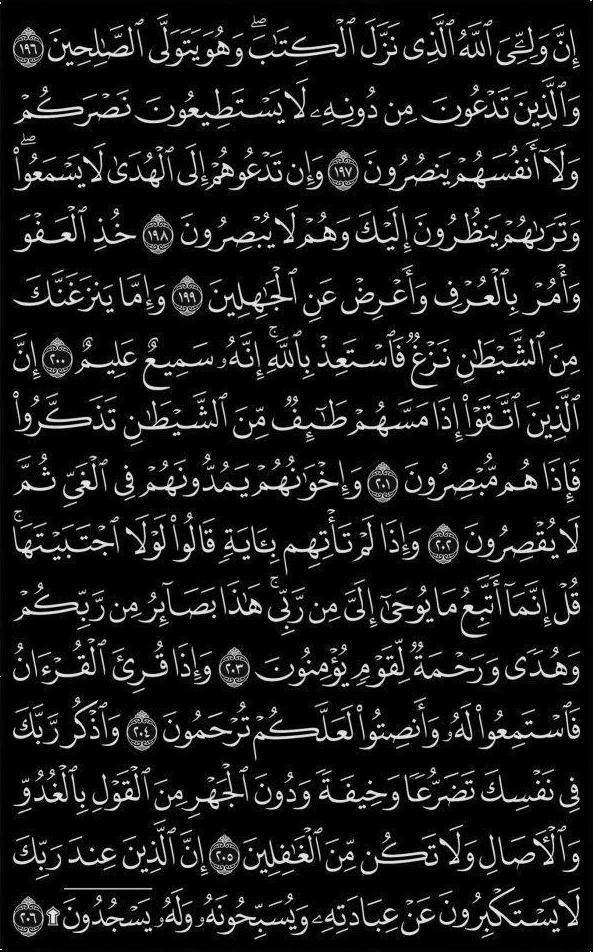 إِنَّ وَلِـِّۧيَ ٱللَّهُ ٱلَّذِي نَزَّلَ ٱلۡكِتَٰبَۖ وَهُوَ يَتَوَلَّى ٱلصَّٰلِحِينَ ١٩٦
وَٱلَّذِينَ تَدۡعُونَ مِن دُونِهِۦ لَا يَسۡتَطِيعُونَ نَصۡرَكُمۡ
وَلَآ أَنفُسَهُمۡ يَنصُرُونَ ١٩٧ وَإِن تَدۡعُوهُمۡ إِلَى ٱلۡهُدَىٰ لَا يَسۡمَعُواْۖ
وَتَرَىٰهُمۡ يَنظُرُونَ إِلَيۡكَ وَهُمۡ لَا يُبۡصِرُونَ ١٩٨ خُذِ ٱلۡعَفۡوَ
وَأۡمُرۡ بِٱلۡعُرۡفِ وَأَعۡرِضۡ عَنِ ٱلۡجَٰهِلِينَ ١٩٩ وَإِمَّا يَنزَغَنَّكَ
مِنَ ٱلشَّيۡطَٰنِ نَزۡغٞ فَٱسۡتَعِذۡ بِٱللَّهِۚ إِنَّهُۥ سَمِيعٌ عَلِيمٌ ٢٠٠ إِنَّ
ٱلَّذِينَ ٱتَّقَوۡاْ إِذَا مَسَّهُمۡ طَٰٓئِفٞ مِّنَ ٱلشَّيۡطَٰنِ تَذَكَّرُواْ
فَإِذَا هُم مُّبۡصِرُونَ ٢٠١ وَإِخۡوَٰنُهُمۡ يَمُدُّونَهُمۡ فِي ٱلۡغَيِّ ثُمَّ
لَا يُقۡصِرُونَ ٢٠٢ وَإِذَا لَمۡ تَأۡتِهِم بِـَٔايَةٖ قَالُواْ لَوۡلَا ٱجۡتَبَيۡتَهَاۚ
قُلۡ إِنَّمَآ أَتَّبِعُ مَا يُوحَىٰٓ إِلَيَّ مِن رَّبِّيۚ هَٰذَا بَصَآئِرُ مِن رَّبِّكُمۡ
وَهُدٗى وَرَحۡمَةٞ لِّقَوۡمٖ يُؤۡمِنُونَ ٢٠٣ وَإِذَا قُرِئَ ٱلۡقُرۡءَانُ
فَٱسۡتَمِعُواْ لَهُۥ وَأَنصِتُواْ لَعَلَّكُمۡ تُرۡحَمُونَ ٢٠٤ وَٱذۡكُر رَّبَّكَ
فِي نَفۡسِكَ تَضَرُّعٗا وَخِيفَةٗ وَدُونَ ٱلۡجَهۡرِ مِنَ ٱلۡقَوۡلِ بِٱلۡغُدُوِّ
وَٱلۡأٓصَالِ وَلَا تَكُن مِّنَ ٱلۡغَٰفِلِينَ ٢٠٥ إِنَّ ٱلَّذِينَ عِندَ رَبِّكَ
لَا يَسۡتَكۡبِرُونَ عَنۡ عِبَادَتِهِۦ وَيُسَبِّحُونَهُۥ وَلَهُۥ يَسۡجُدُونَۤ۩ ٢٠٦